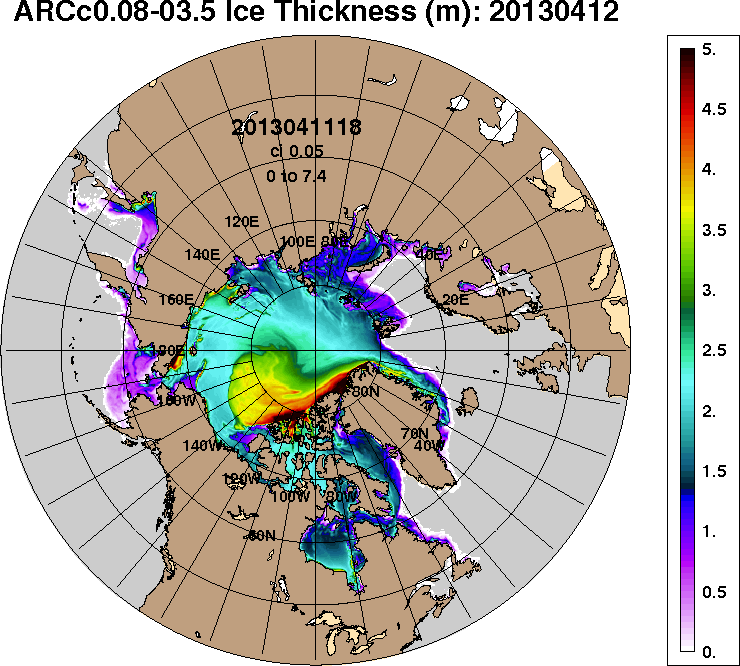 ARCc0.08-03.5 Ice Thickness (m): 20130412
2013041118
ci 0.05
0 to 7.4
120E
100E 80E
140E
40E
160E
20E
180E
160W
80N
70N
140W
40W
120W
100W
80W
60N
5.
4.5
4.
3.5
3.
2.5
2.
1.5
1.
0.5
0.